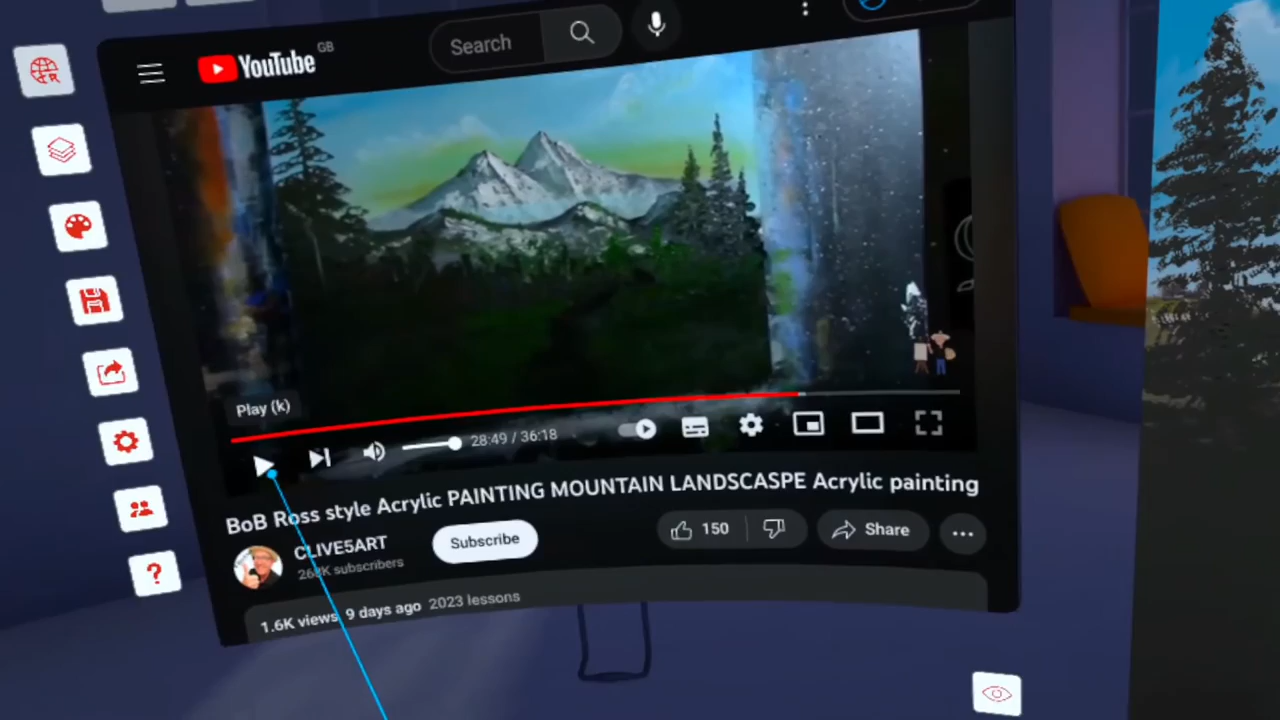 YouTube GB
Search
Play (k)
28:49 / 36:18
BoB Ross style Acrylic PAINTING MOUNTAIN LANDSCASPE Acrylic painting
CLIVE5ART
subscribers
Subscribe
150
Share
1.6K views 9 days ago 2023 lessons
?